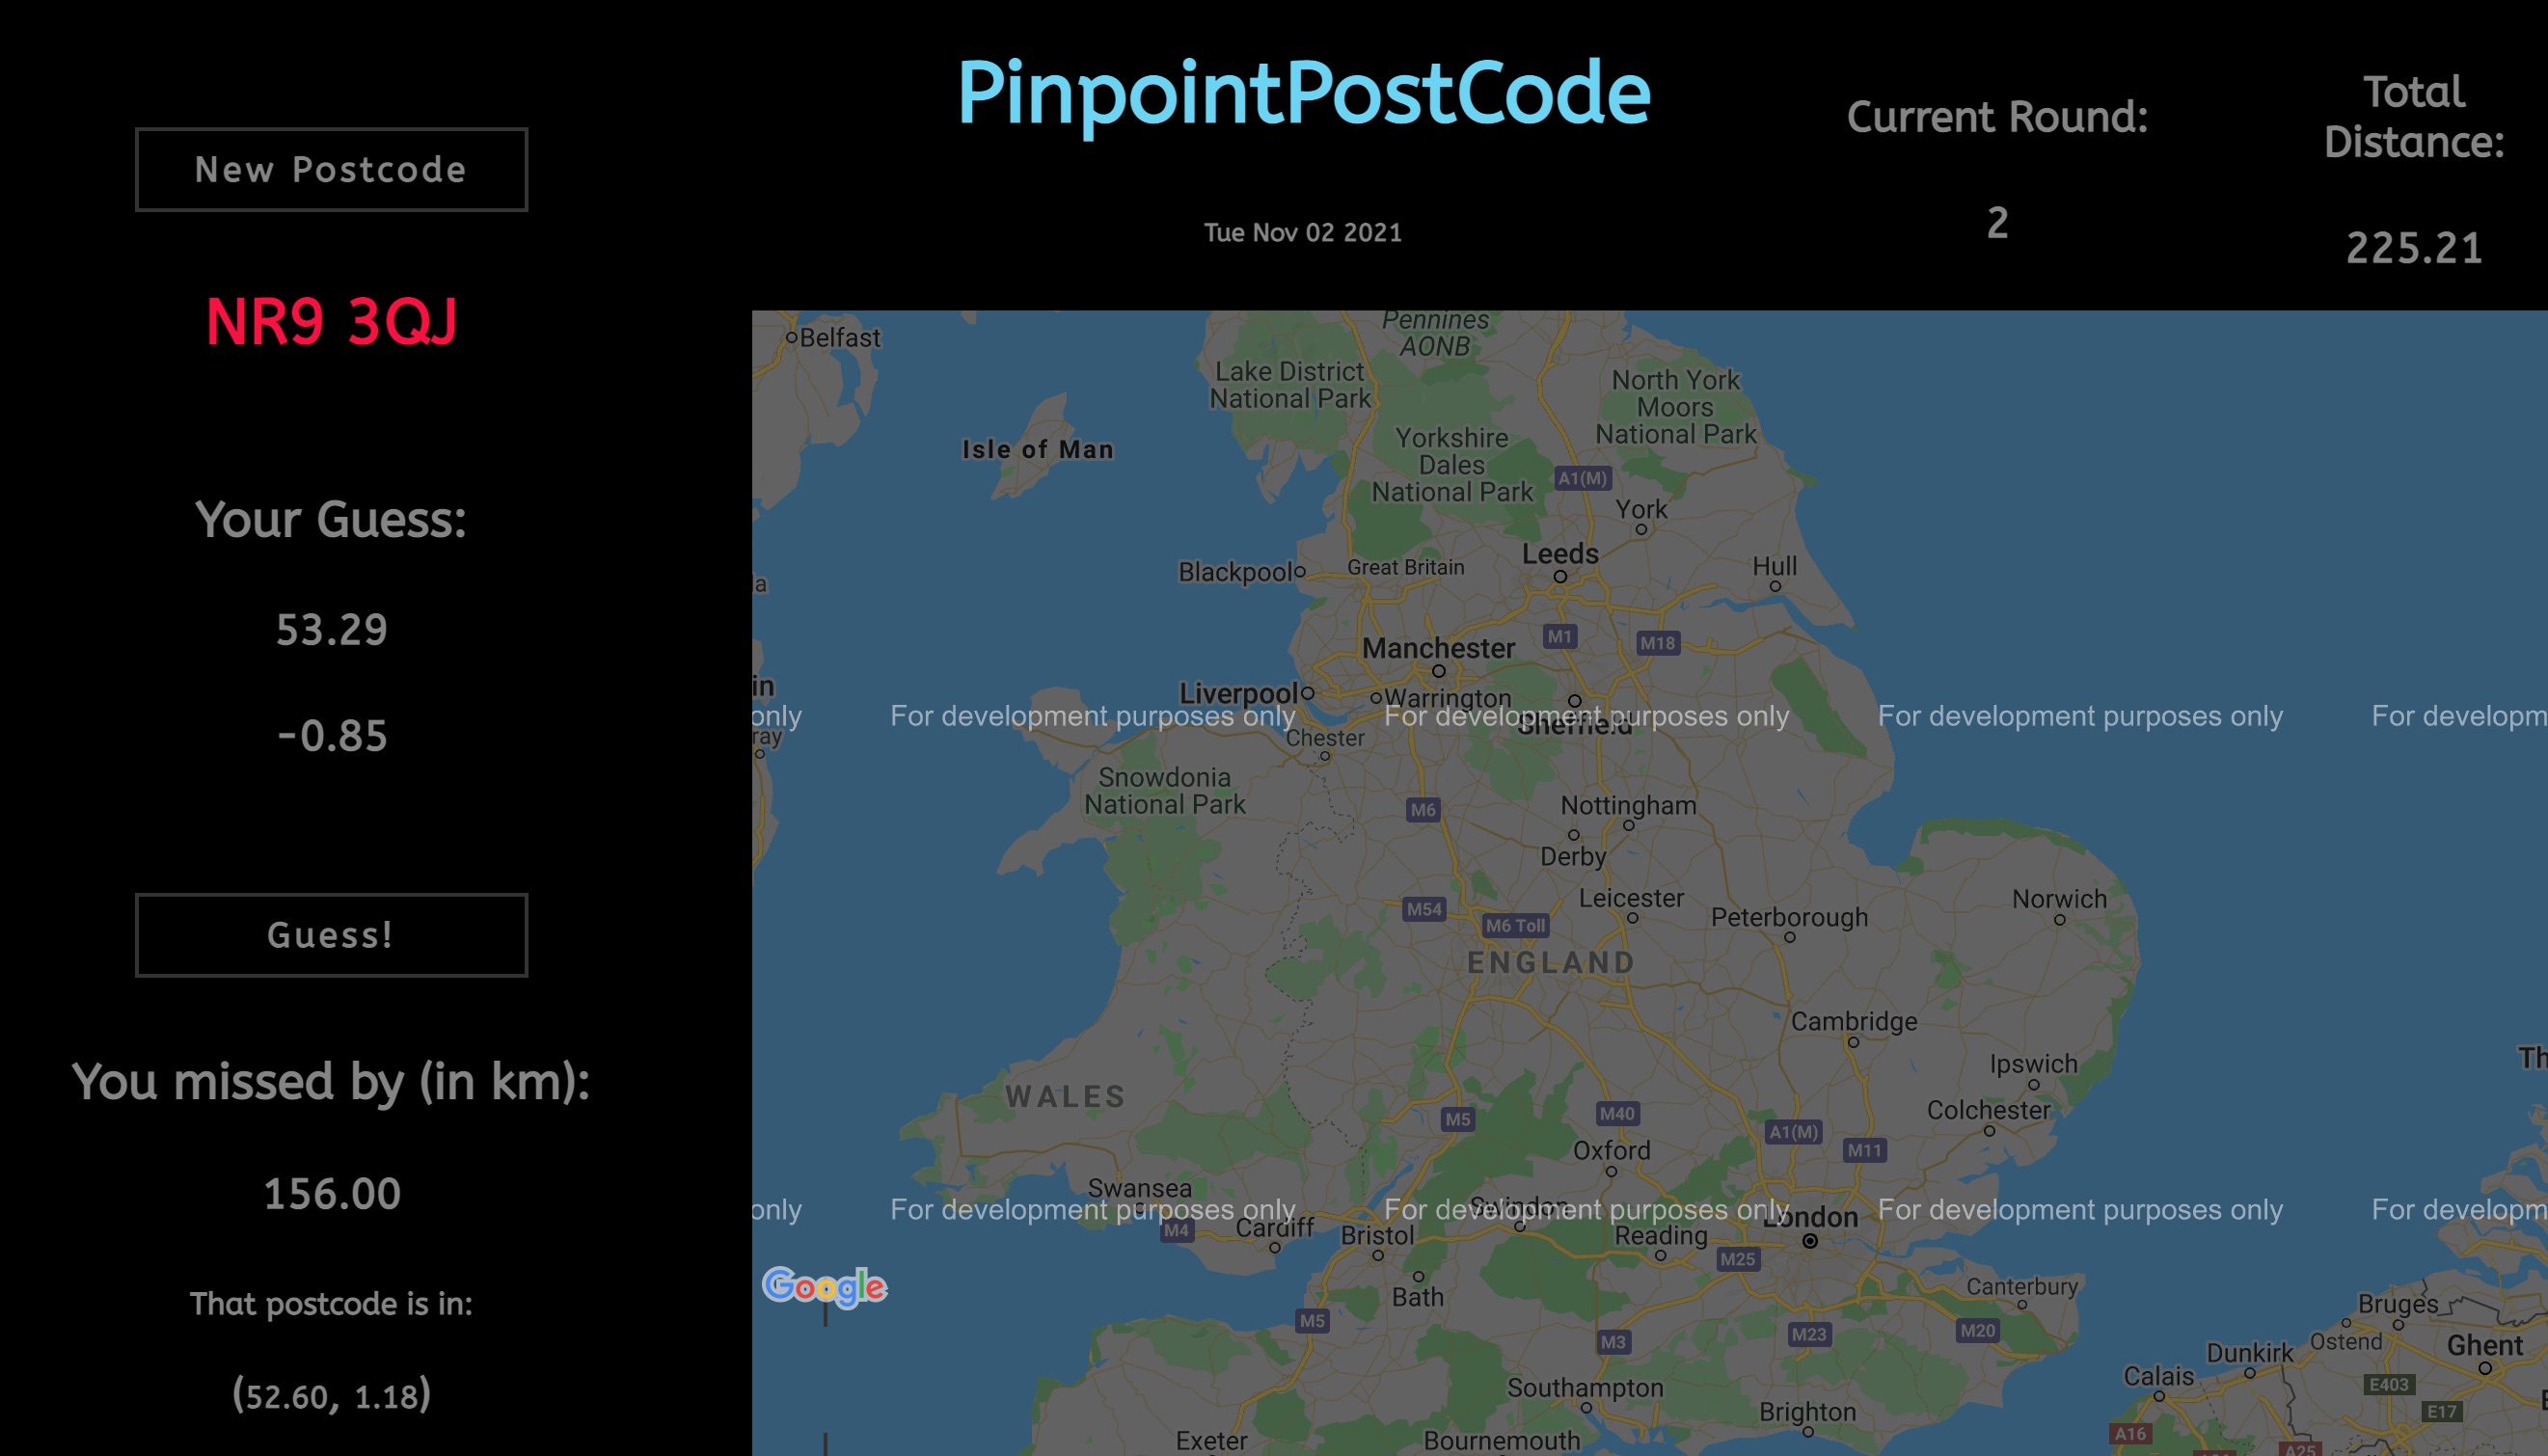 PinpointPostCode
Tue Nov 02 2021
Current Round:
2
Total
Distance:
225.21
New Postcode
NR9 3QJ
Your Guess:
53.29
-0.85
Guess!
You missed by (in km):
156.00
That postcode is in:
(52.60, 1.18)
Belfast
Pennines
AONB
Lake District
National Park
North York
Moors
National Park
Isle of Man
Yorkshire
Dales
National Park
A1(M)
York
Leeds
Blackpool
Great Britain
Hull
la
M1
M18
Manchester
in
Liverpool
Warrington
Sheffield
only
For development purposes only
For development purposes only
For development purposes only
For developm
ray
Chester
Snowdonia
National Park
M6
Nottingham
Derby
Leicester
Norwich
M54
M6 Toll
Peterborough
ENGLAND
Cambridge
Ipswich
Th
WALES
M5
M40
Colchester
A1(M)
M11
Oxford
Swansea
Swindon
only
For development purposes only
For development purposes only
For development purposes only
For developm
London
M4
Cardiff
Bristol
Reading
M25
Google
Bath
Canterbury
M5
M3
M23
M20
Bruges
Ostend
Ghent
Dunkirk
Calais
E403
E17
Southampton
Brighton
Exeter
Bournemouth
A16
A25